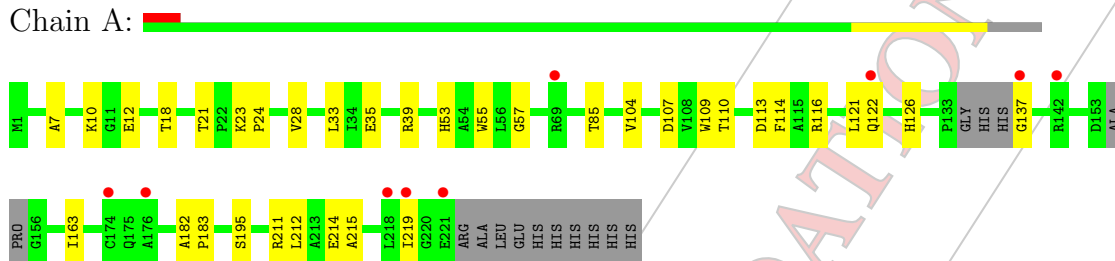 Chain A:
M1 A7 K10 G11 E12 T18 T21 P22 K23 P24 V28 L33 I34 E35 R39 H53 A54 W55 L56 G57 R69 T85 V104 D107 V108 W109 T110 D113 F114 A115 R116 L121 Q122 H126 P133 GLY HIS HIS G137 R142 D153 ALA
PRO G156 I163 C174 Q175 A176 A182 P183 S195 R211 L212 A213 E214 A215 L218 I219 G220 E221 ARG ALA LEU GLU HIS HIS HIS HIS HIS HIS